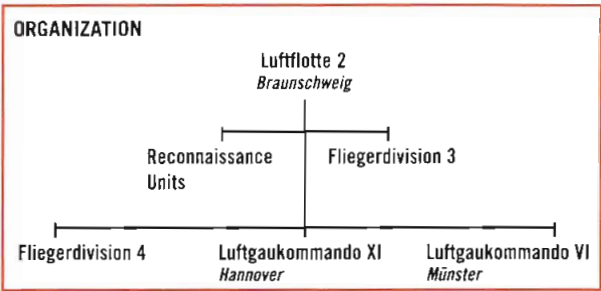 ORGANIZATION
Luftflotte 2
Braunschweig
Reconnaissance
Units
Fliegerdivision 3
Fliegerdivision 4
Luftgaukommando XI
Hannover
Luftgaukommando VI
Münster